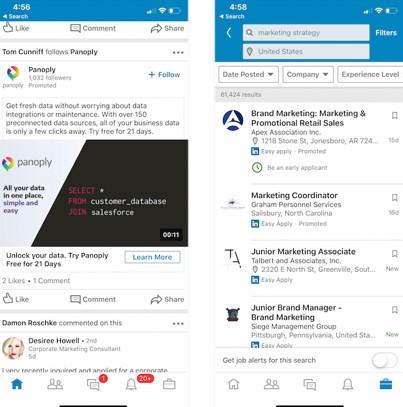 4:56
Search
Like
Comment
Share
Tom Cunniff follows Panoply
Panoply
1,032 followers
Promoted
+ Follow
panoply
Get fresh data without worrying about data
integrations or maintenance. With over 150
preconnected data sources, all of your business data
is only a few clicks away. Try free for 21 days.
panoply
All your data
in one place,
simple and
easy
SELECT *
FROM customer_database
JOIN salesforce
00:11
Unlock your data. Try Panoply
Free for 21 Days
Learn More
2 Likes • 1 Comment
Like
Comment
Share
Damon Roschke commented on this
Desiree Howell • 2nd
Corporate Marketing Consultant
5d
I very recently inquired and applied for a corporate
1
20+
4:58
Search
marketing strategy
United States
Filters
Date Posted
Company
Experience Level
61,424 results
Brand Marketing: Marketing &
Promotional Retail Sales
Apex Association Inc.
1218 E Stone St, Jonesboro, AR 724...
15d
in Easy apply · Promoted
Be an early applicant
Marketing Coordinator
Graham Personnel Services
Salisbury, North Carolina
16d
Promoted
Junior Marketing Associate
Talbert and Associates, Inc.
2320 E North St, Greenville, Sout...
New
in Easy Apply
Junior Brand Manager -
Brand Marketing
Siege Management Group
Pittsburgh, Pennsylvania, United Sta...
New
in Easy Apply
Get job alerts for this search